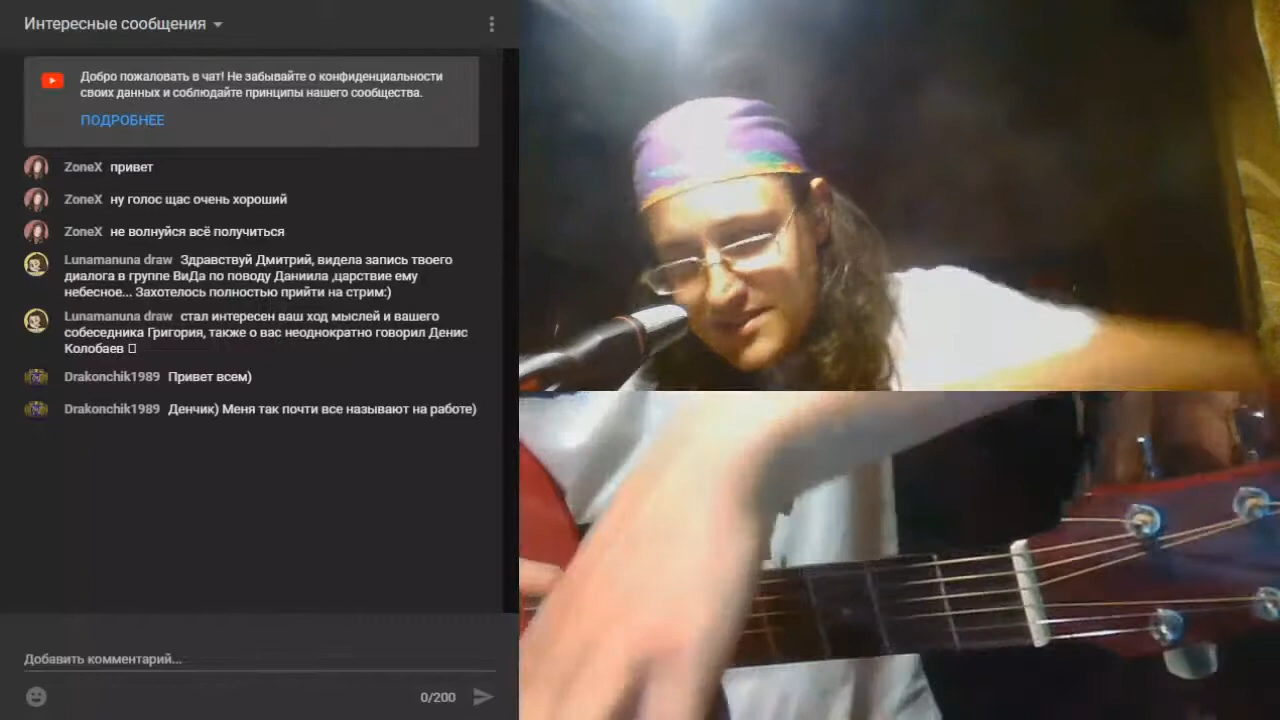 Интересные сообщения
Добро пожаловать в чат! Не забывайте о конфиденциальности
своих данных и соблюдайте принципы нашего сообщества.
ПОДРОБНЕЕ
ZoneX привет
ZoneX ну голос щас очень хороший
ZoneX не волнуйся всё получиться
Lunamanuna draw Здравствуй Дмитрий, видела запись твоего
диалога в группе ВиДа по поводу Даниила ,царствие ему
небесное... Захотелось полностью прийти на стрим:)
Lunamanuna draw стал интересен ваш ход мыслей и вашего
собеседника Григория, также о вас неоднократно говорил Денис
Колобаев
Drakonchik1989 Привет всем)
Drakonchik1989 Денчик) Меня так почти все называют на работе)
Добавить комментарий...
0/200